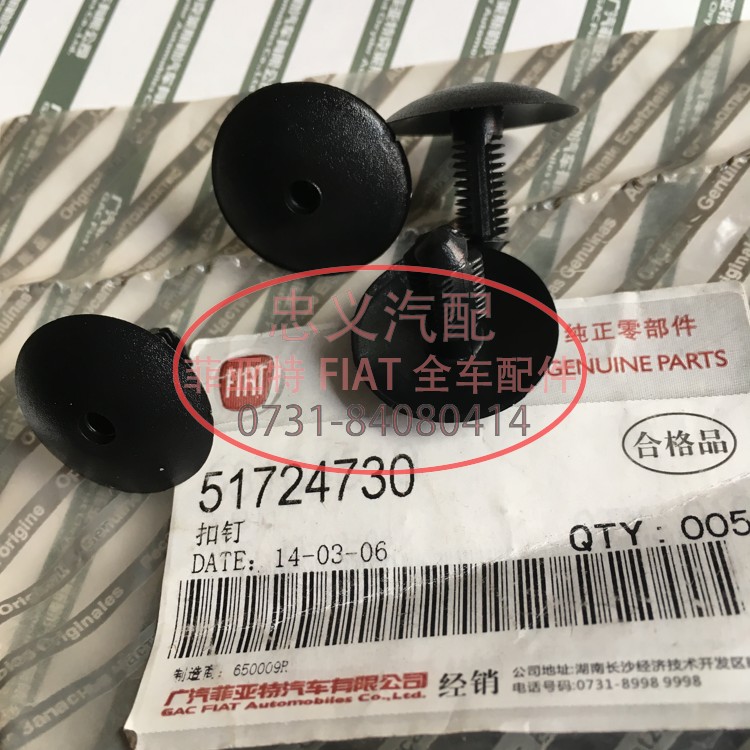 忠义汽配
菲亚特 FIAT 全车配件
0731-84080414
FIAT
纯正零部件
GENUINE PARTS
合格品
51724730
扣钉
DATE: 14-03-06
QTY: 005
制造商: 650009R
广汽菲亚特汽车有限公司
GAC FIAT Automobiles Co.,Ltd.
经销
公司地址:湖南长沙经济技术开发区
电话号码:0731-8998 9998
Genuines
Originales